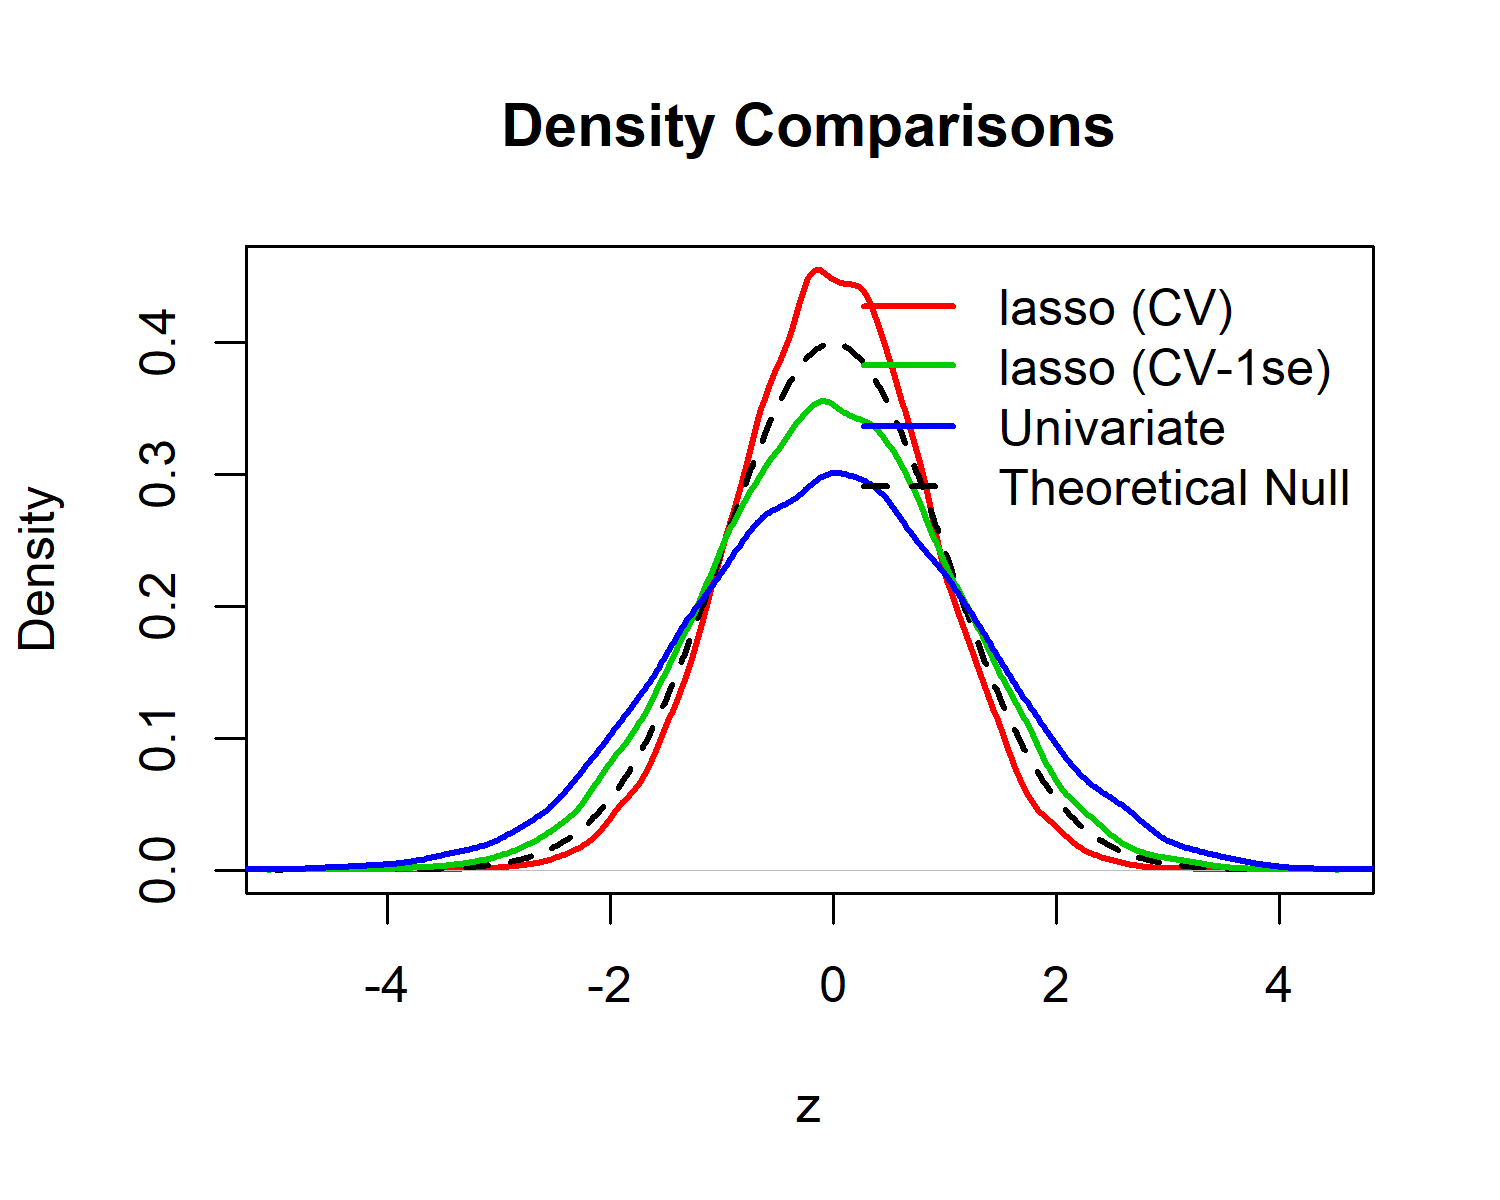 Density Comparisons
Density
0.4
0.3
0.2
0.1
0.0
lasso (CV)
lasso (CV-1se)
Univariate
Theoretical Null
-4 -2 0 2 4
z